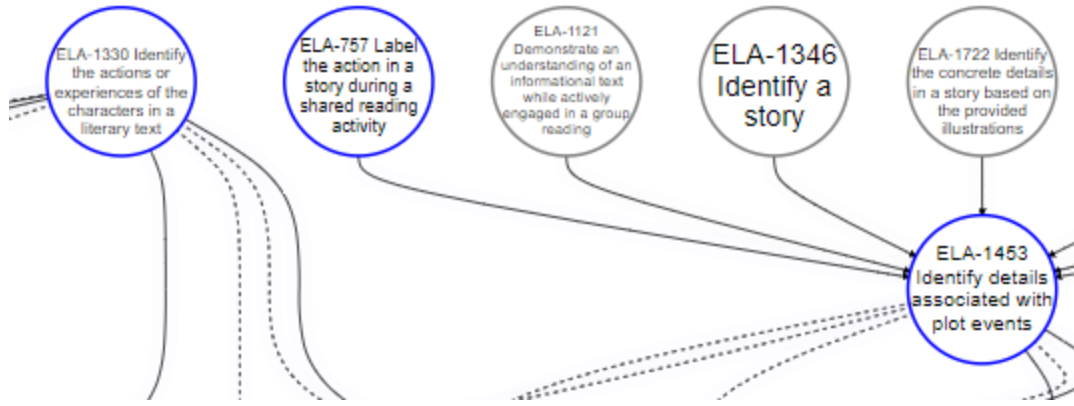 ELA-1330 Identify
the actions or
experiences of the
characters in a
literary text
ELA-757 Label
the action in a
story during a
shared reading
activity
ELA-1121
Demonstrate an
understanding of an
informational text
while actively
engaged in a group
reading
ELA-1346
Identify a
story
ELA-1722 Identify
the concrete details
in a story based on
the provided
illustrations
ELA-1453
Identify details
associated with
plot events